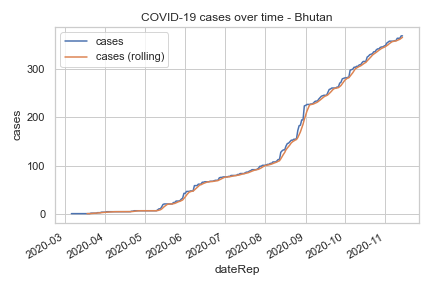 COVID-19 cases over time - Bhutan
cases
cases (rolling)
300
200
100
0
cases
2020-03
2020-04
2020-05
2020-06
2020-07
2020-08
2020-09
2020-10
2020-11
dateRep